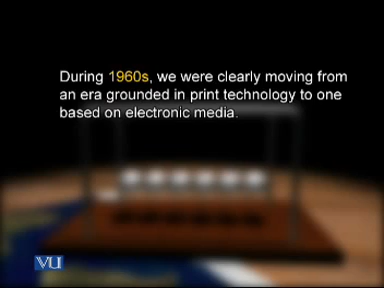 During 1960s, we were clearly moving from
an era grounded in print technology to one
based on electronic media.
VU